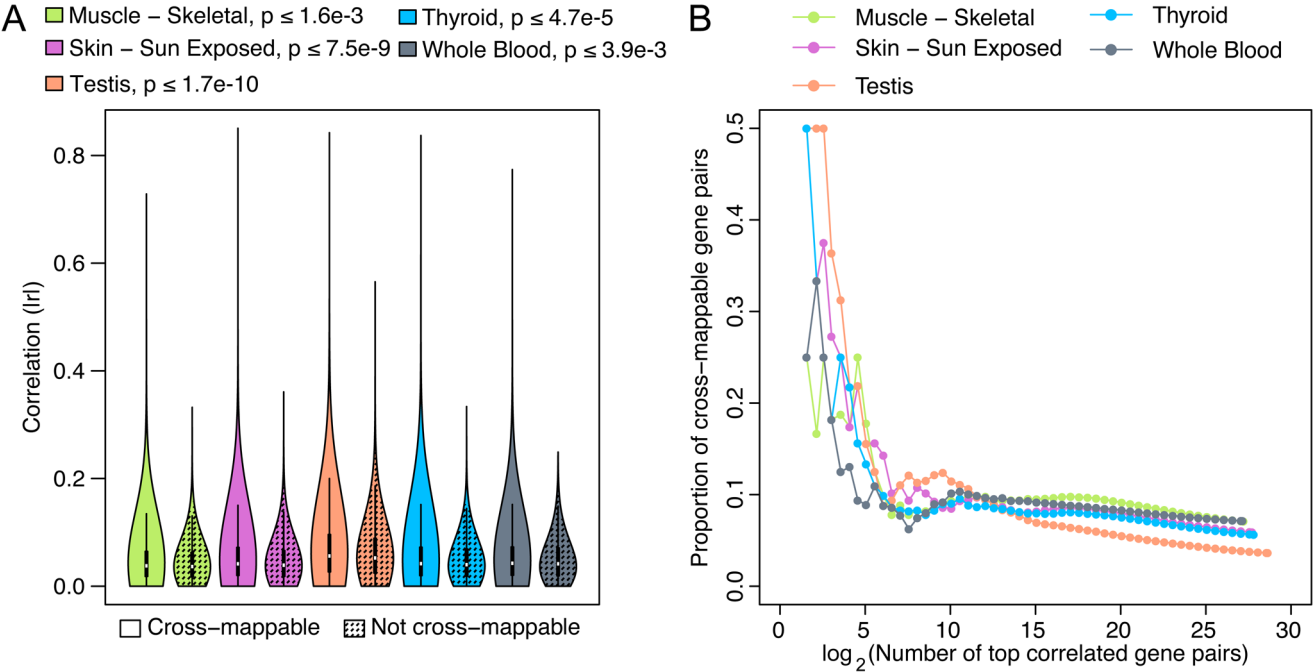 A
Muscle − Skeletal, p ≤ 1.6e-3
Thyroid, p ≤ 4.7e-5
Skin − Sun Exposed, p ≤ 7.5e-9
Whole Blood, p ≤ 3.9e-3
Testis, p ≤ 1.7e-10
Correlation (|r|)
0.8
0.6
0.4
0.2
0.0
Cross−mappable
Not cross−mappable
B
Muscle − Skeletal
Thyroid
Skin − Sun Exposed
Whole Blood
Testis
Proportion of cross−mappable gene pairs
0.5
0.4
0.3
0.2
0.1
0.0
0 5 10 15 20 25 30
log2(Number of top correlated gene pairs)